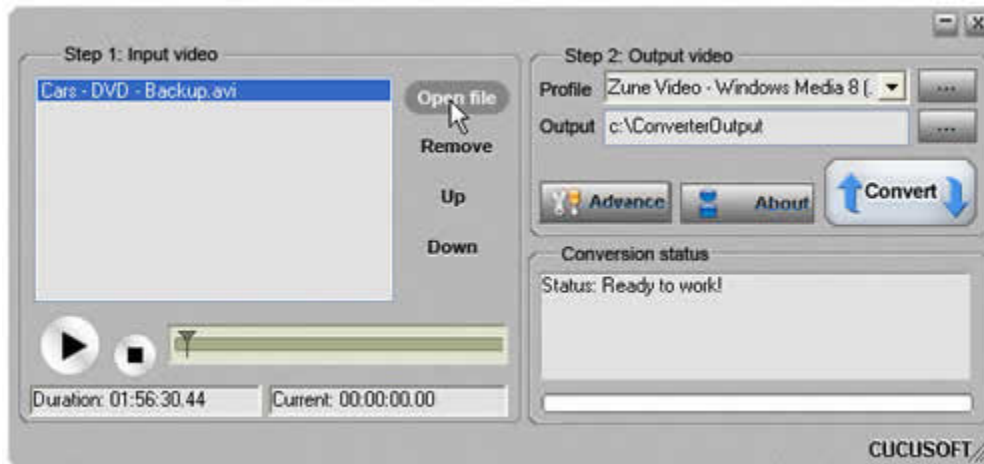 Step 1: Input video
Cars - DVD - Backup.avi
Open file
Remove
Up
Down
Duration: 01:56:30.44
Current: 00:00:00.00
Step 2: Output video
Profile
Zune Video - Windows Media 8 (.
...
Output
c:\ConverterOutput
...
Advance
About
Convert
Conversion status
Status: Ready to work!
CUCUSOFT